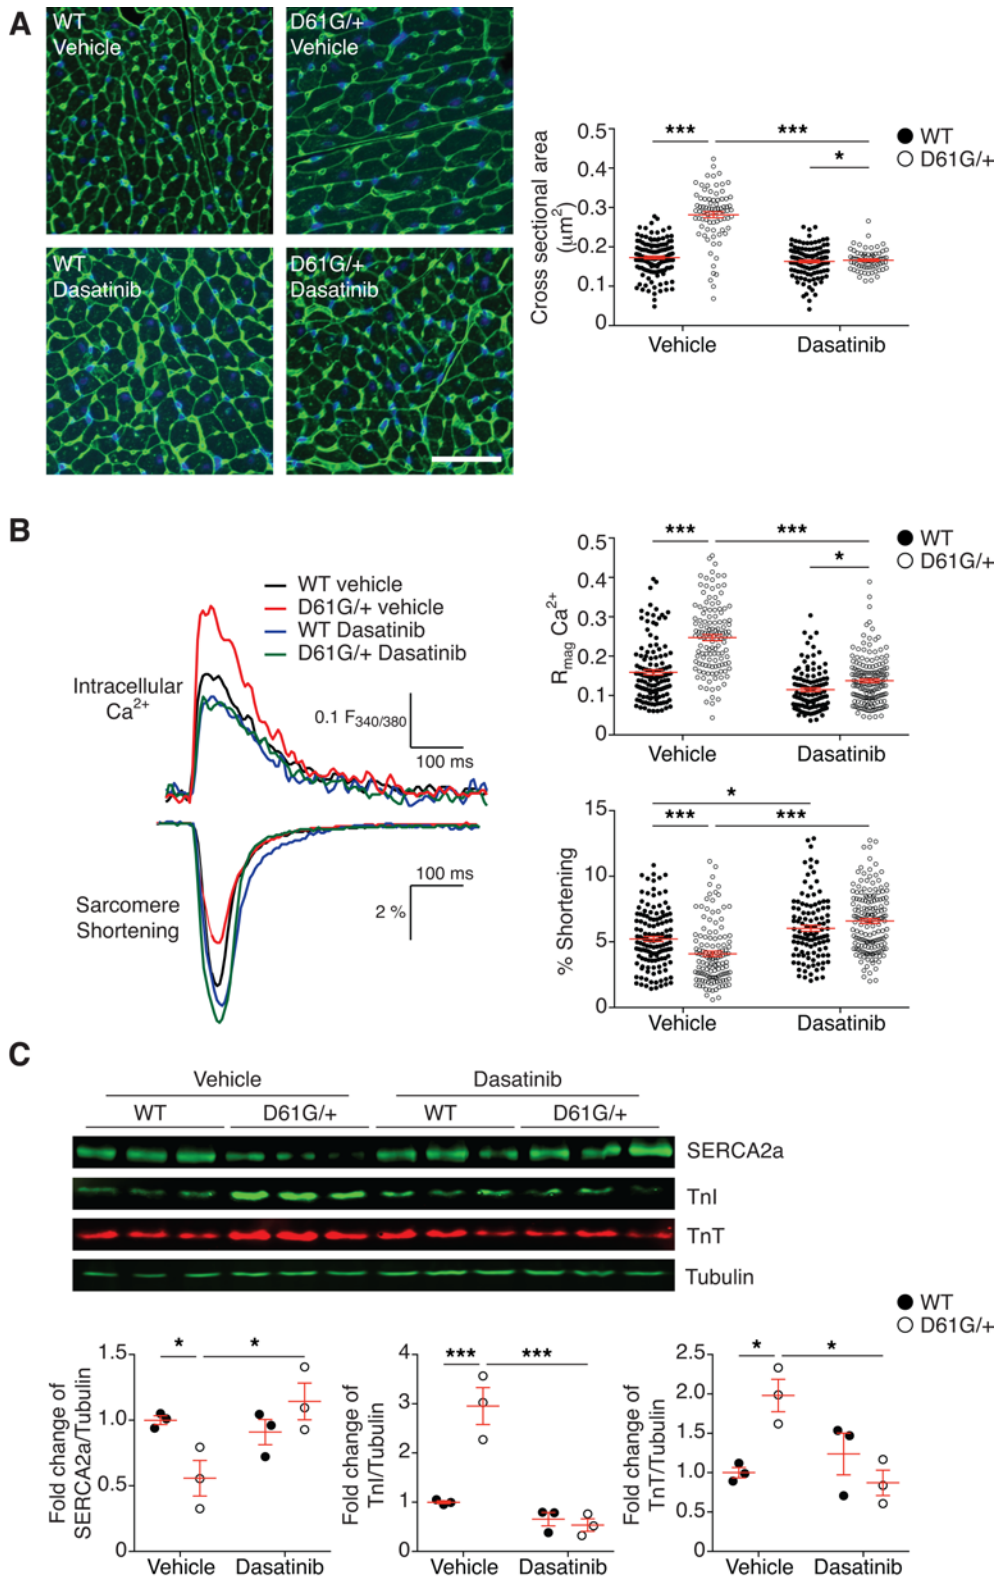 A
WT
Vehicle
D61G/+
Vehicle
WT
Dasatinib
D61G/+
Dasatinib
Cross sectional area
(μm²)
0.5
0.4
0.3
0.2
0.1
0
***
***
*
WT
D61G/+
Vehicle
Dasatinib
B
WT vehicle
D61G/+ vehicle
WT Dasatinib
D61G/+ Dasatinib
Intracellular
Ca²⁺
0.1 F340/380
100 ms
Sarcomere
Shortening
100 ms
2 %
Rmag Ca²⁺
0.5
0.4
0.3
0.2
0.1
0
***
***
*
WT
D61G/+
Vehicle
Dasatinib
% Shortening
15
10
5
0
*
***
***
Vehicle
Dasatinib
C
Vehicle
Dasatinib
WT
D61G/+
WT
D61G/+
SERCA2a
TnI
TnT
Tubulin
WT
D61G/+
Fold change of
SERCA2a/Tubulin
1.5
1.0
0.5
0
*
*
Vehicle
Dasatinib
Fold change of
TnI/Tubulin
4
3
2
1
0
***
***
Vehicle
Dasatinib
Fold change of
TnT/Tubulin
2.5
2.0
1.5
1.0
0.5
0
*
*
Vehicle
Dasatinib